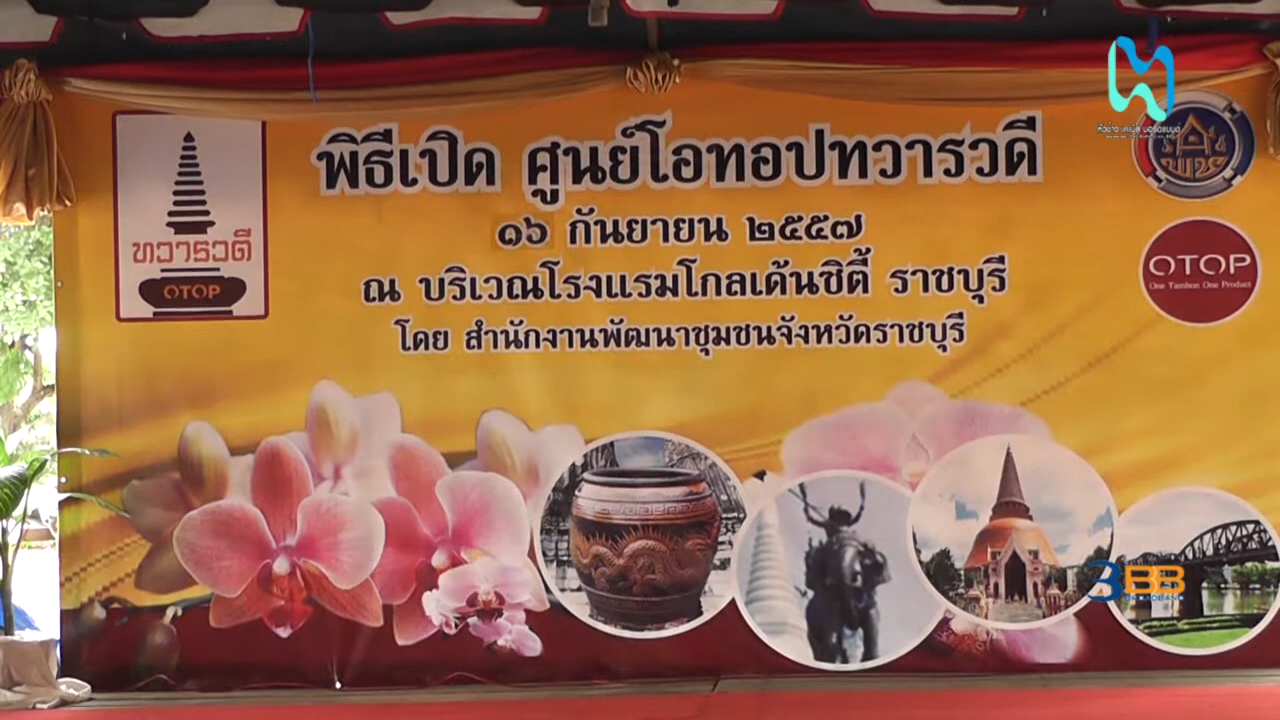 พิธีเปิด ศูนย์โอทอปทวารวดี
๑๖ กันยายน ๒๕๕๗
ณ บริเวณโรงแรมโกลเด้นซิตี้ ราชบุรี
โดย สำนักงานพัฒนาชุมชนจังหวัดราชบุรี
ทวารวดี
OTOP
พช
OTOP
One Tambon One Product
3BB